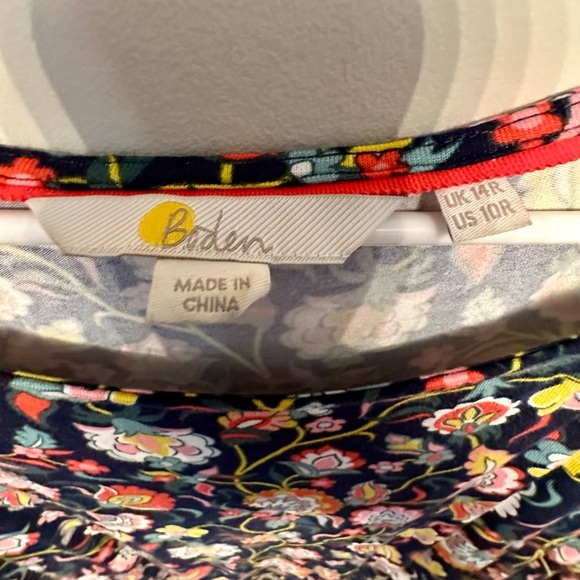 Boden
UK 14R
US 10R
MADE IN
CHINA